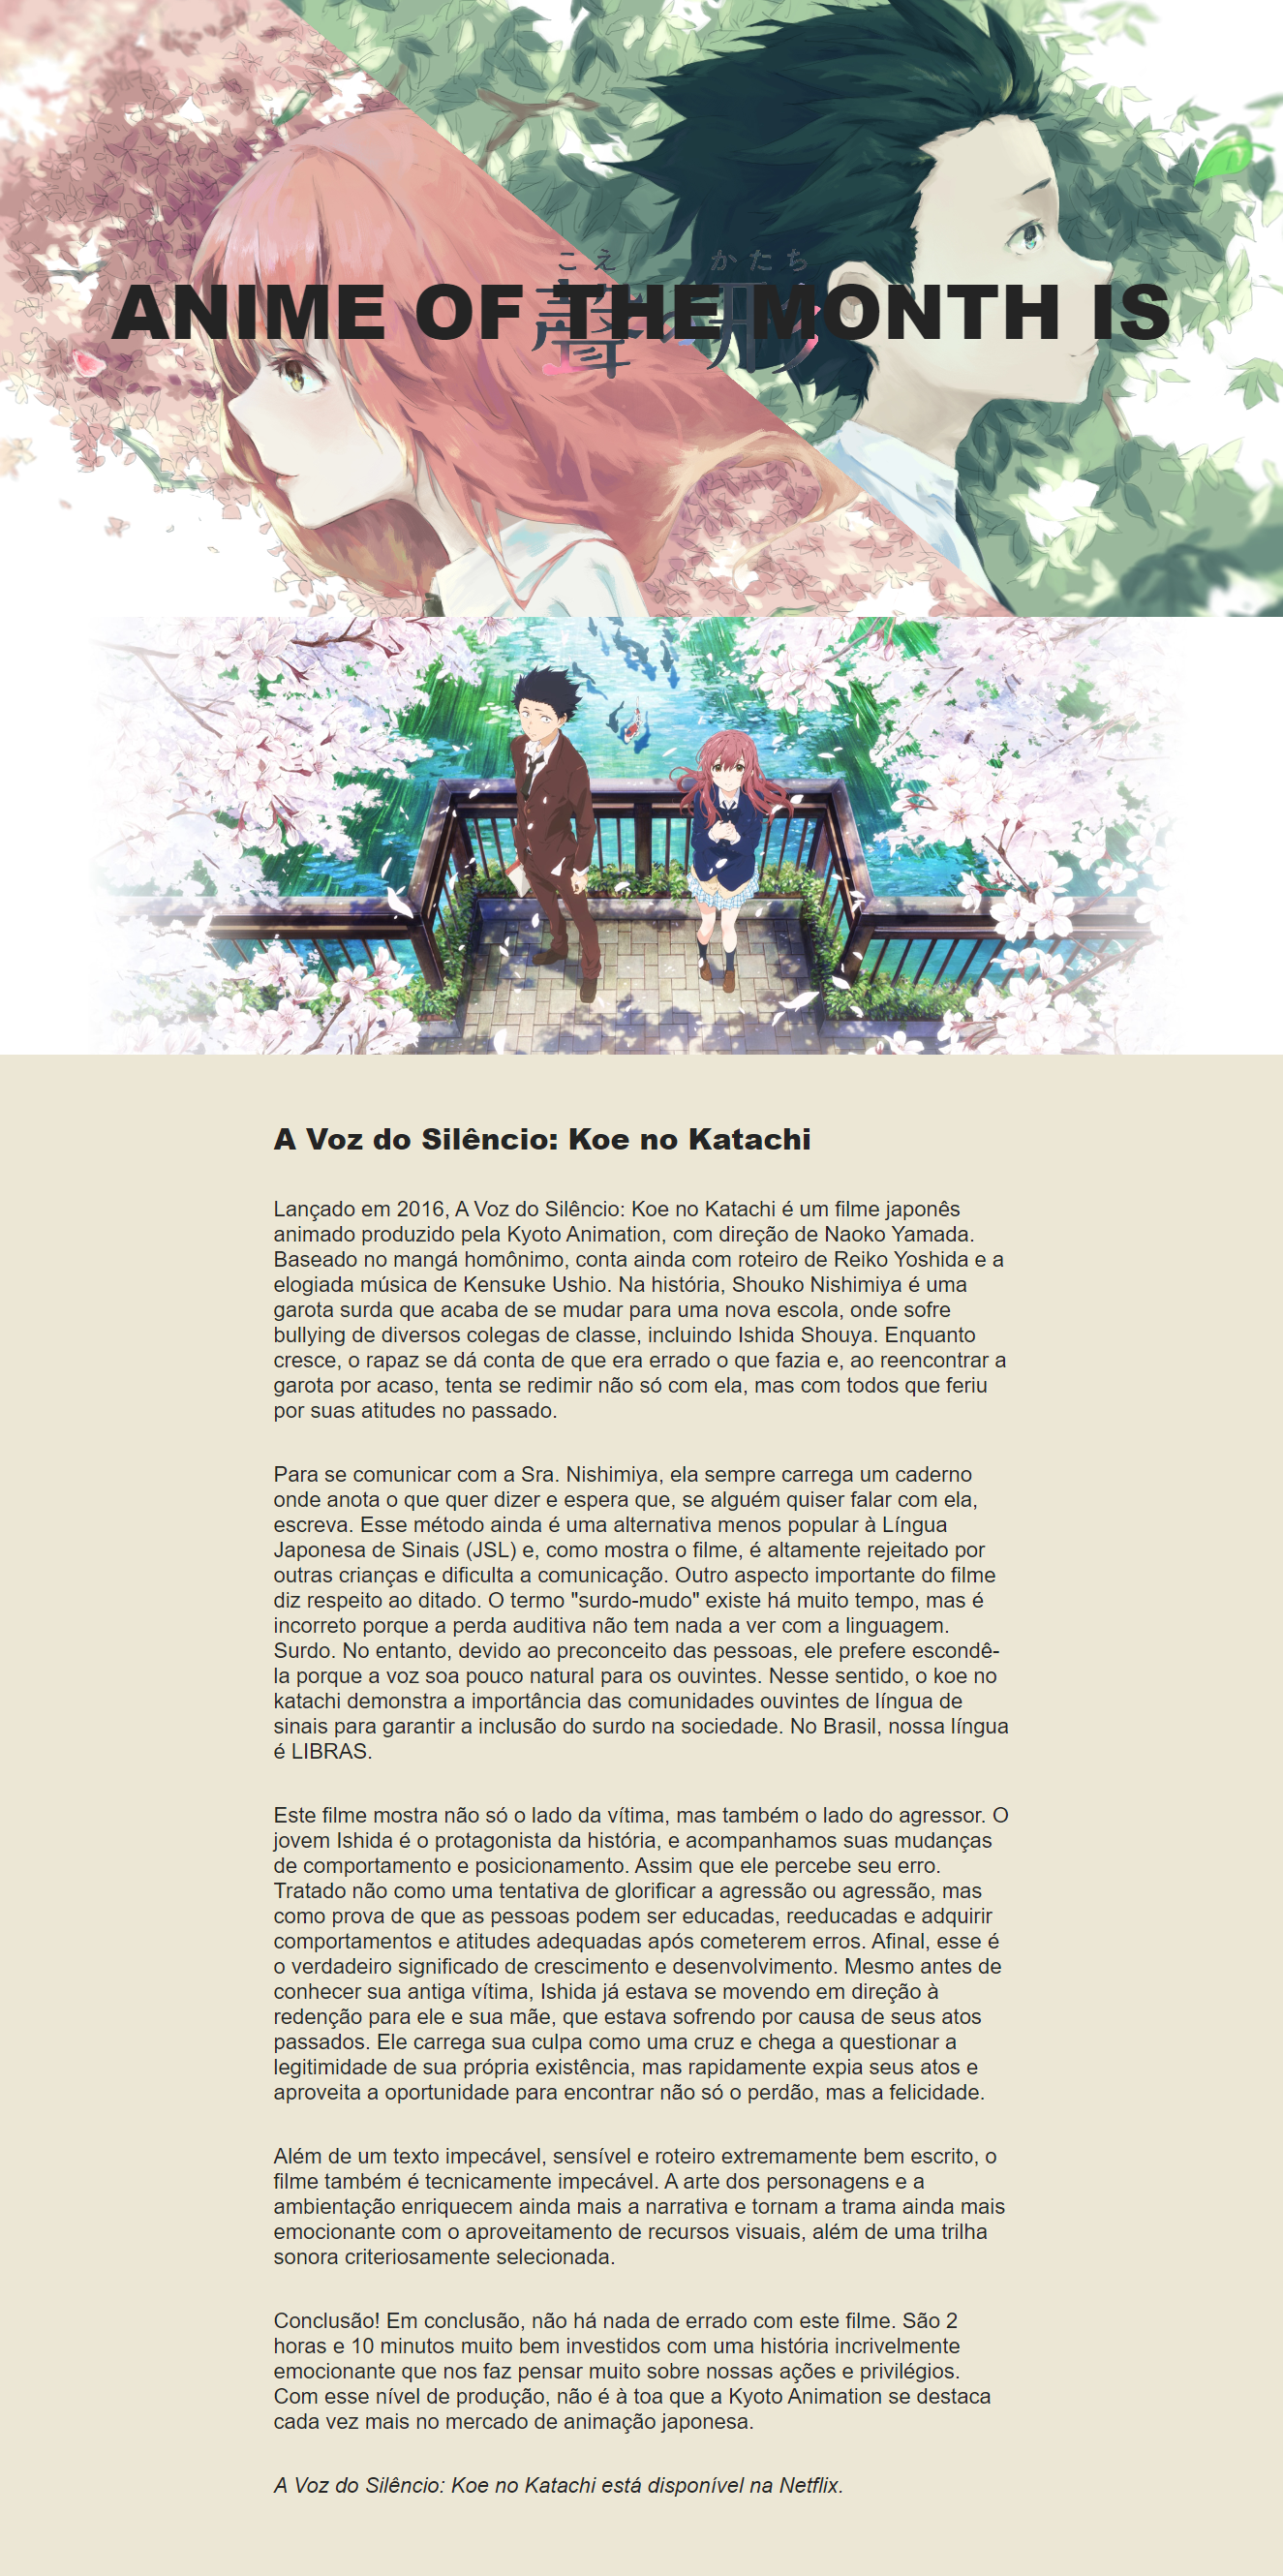 こえ かたち
ANIME OF THE MONTH IS
聲の形
A Voz do Silêncio: Koe no Katachi
Lançado em 2016, A Voz do Silêncio: Koe no Katachi é um filme japonês
animado produzido pela Kyoto Animation, com direção de Naoko Yamada.
Baseado no mangá homônimo, conta ainda com roteiro de Reiko Yoshida e a
elogiada música de Kensuke Ushio. Na história, Shouko Nishimiya é uma
garota surda que acaba de se mudar para uma nova escola, onde sofre
bullying de diversos colegas de classe, incluindo Ishida Shouya. Enquanto
cresce, o rapaz se dá conta de que era errado o que fazia e, ao reencontrar a
garota por acaso, tenta se redimir não só com ela, mas com todos que feriu
por suas atitudes no passado.
Para se comunicar com a Sra. Nishimiya, ela sempre carrega um caderno
onde anota o que quer dizer e espera que, se alguém quiser falar com ela,
escreva. Esse método ainda é uma alternativa menos popular à Língua
Japonesa de Sinais (JSL) e, como mostra o filme, é altamente rejeitado por
outras crianças e dificulta a comunicação. Outro aspecto importante do filme
diz respeito ao ditado. O termo "surdo-mudo" existe há muito tempo, mas é
incorreto porque a perda auditiva não tem nada a ver com a linguagem.
Surdo. No entanto, devido ao preconceito das pessoas, ele prefere escondê-
la porque a voz soa pouco natural para os ouvintes. Nesse sentido, o koe no
katachi demonstra a importância das comunidades ouvintes de língua de
sinais para garantir a inclusão do surdo na sociedade. No Brasil, nossa língua
é LIBRAS.
Este filme mostra não só o lado da vítima, mas também o lado do agressor. O
jovem Ishida é o protagonista da história, e acompanhamos suas mudanças
de comportamento e posicionamento. Assim que ele percebe seu erro.
Tratado não como uma tentativa de glorificar a agressão ou agressão, mas
como prova de que as pessoas podem ser educadas, reeducadas e adquirir
comportamentos e atitudes adequadas após cometerem erros. Afinal, esse é
o verdadeiro significado de crescimento e desenvolvimento. Mesmo antes de
conhecer sua antiga vítima, Ishida já estava se movendo em direção à
redenção para ele e sua mãe, que estava sofrendo por causa de seus atos
passados. Ele carrega sua culpa como uma cruz e chega a questionar a
legitimidade de sua própria existência, mas rapidamente expia seus atos e
aproveita a oportunidade para encontrar não só o perdão, mas a felicidade.
Além de um texto impecável, sensível e roteiro extremamente bem escrito, o
filme também é tecnicamente impecável. A arte dos personagens e a
ambientação enriquecem ainda mais a narrativa e tornam a trama ainda mais
emocionante com o aproveitamento de recursos visuais, além de uma trilha
sonora criteriosamente selecionada.
Conclusão! Em conclusão, não há nada de errado com este filme. São 2
horas e 10 minutos muito bem investidos com uma história incrivelmente
emocionante que nos faz pensar muito sobre nossas ações e privilégios.
Com esse nível de produção, não é à toa que a Kyoto Animation se destaca
cada vez mais no mercado de animação japonesa.
A Voz do Silêncio: Koe no Katachi está disponível na Netflix.